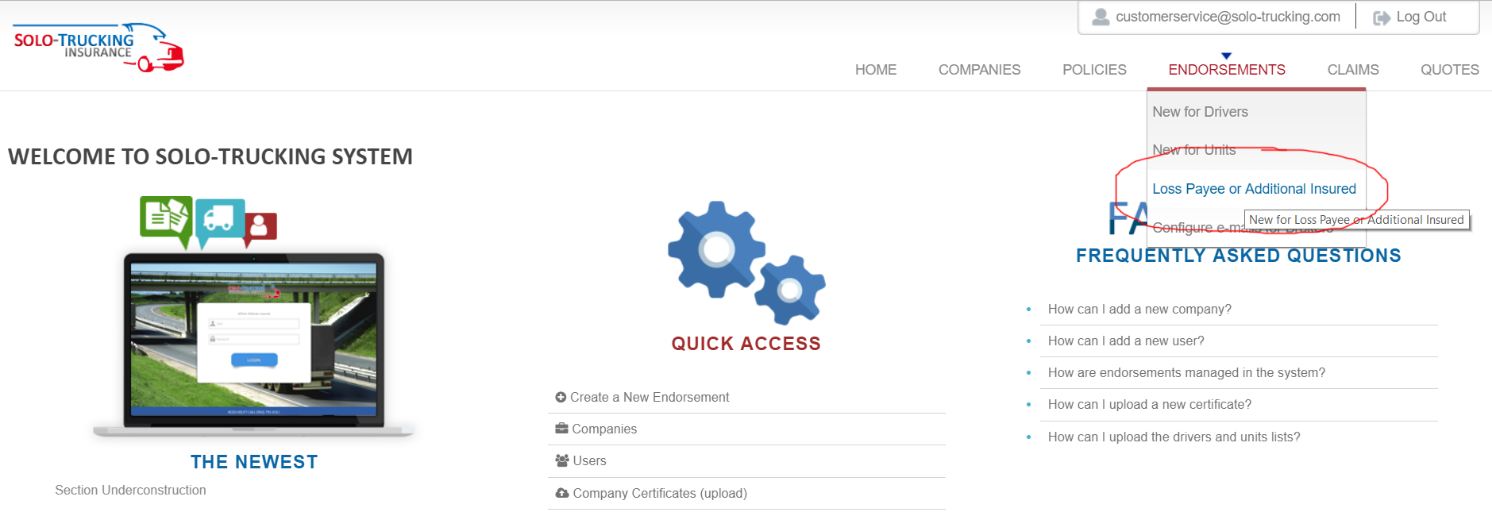 customerservice@solo-trucking.com
Log Out
SOLO-TRUCKING
INSURANCE
HOME
COMPANIES
POLICIES
ENDORSEMENTS
CLAIMS
QUOTES
New for Drivers
New for Units
Loss Payee or Additional Insured
New for Loss Payee or Additional Insured
Configure
WELCOME TO SOLO-TRUCKING SYSTEM
THE NEWEST
Section Underconstruction
QUICK ACCESS
Create a New Endorsement
Companies
Users
Company Certificates (upload)
FREQUENTLY ASKED QUESTIONS
How can I add a new company?
How can I add a new user?
How are endorsements managed in the system?
How can I upload a new certificate?
How can I upload the drivers and units lists?